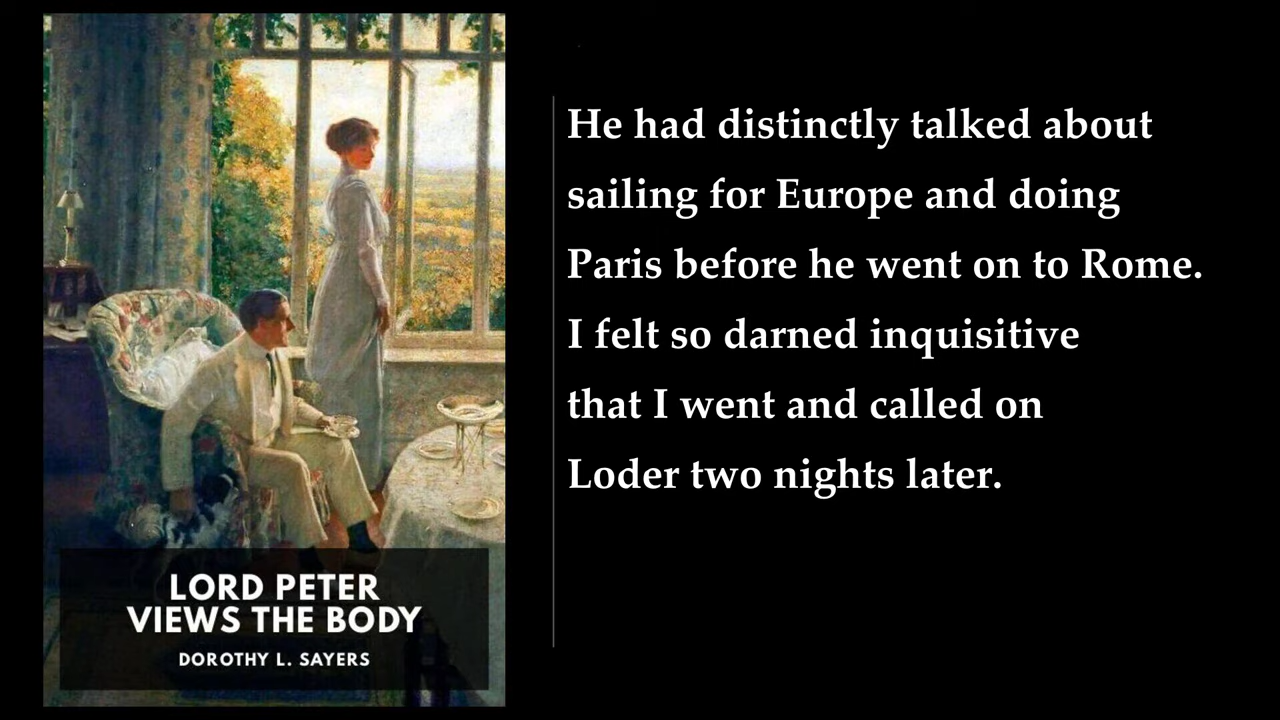 He had distinctly talked about
sailing for Europe and doing
Paris before he went on to Rome.
I felt so darned inquisitive
that I went and called on
Loder two nights later.
LORD PETER
VIEWS THE BODY
DOROTHY L. SAYERS